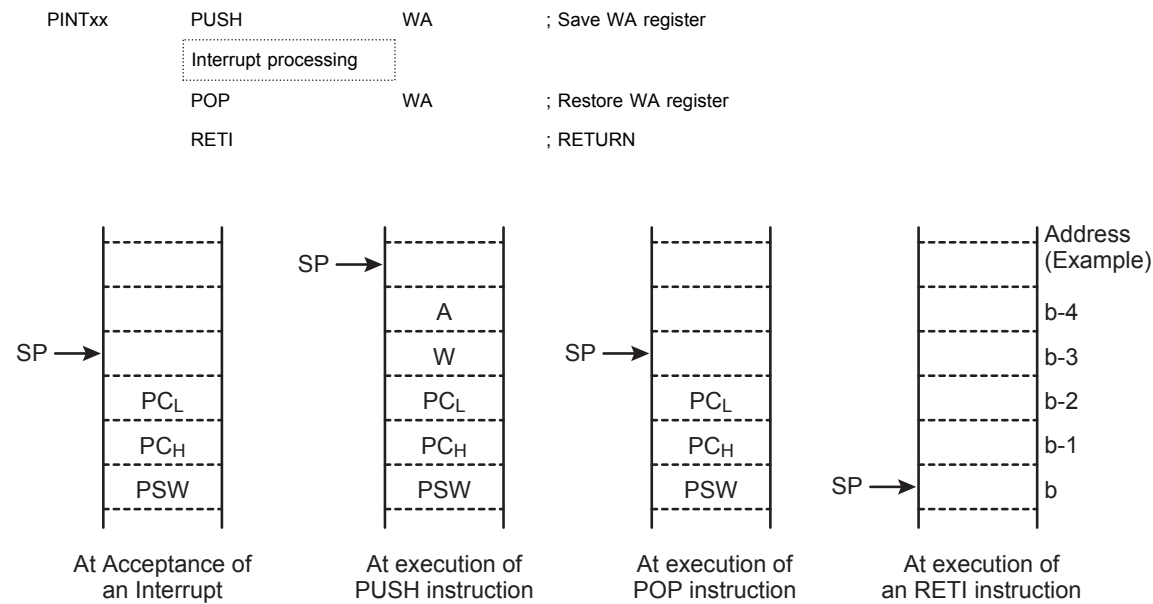 PINTxx PUSH WA ; Save WA register
Interrupt processing
POP WA ; Restore WA register
RETI ; RETURN
Address
(Example)
SP
A b-4
SP W SP b-3
PCL PCL PCL b-2
PCH PCH PCH b-1
PSW PSW PSW SP b
At Acceptance of At execution of At execution of At execution of
an Interrupt PUSH instruction POP instruction an RETI instruction